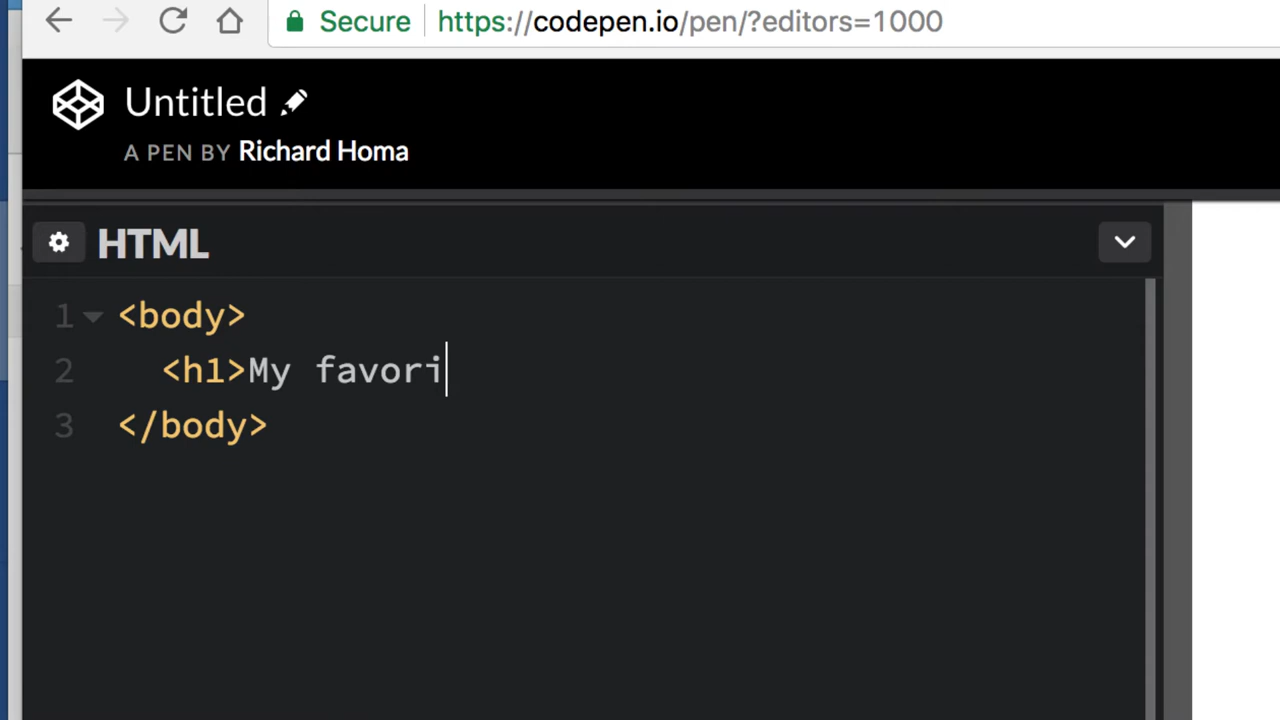 Secure https://codepen.io/pen/?editors=1000
Untitled
A PEN BY Richard Homa
HTML
1 <body>
2 <h1>My favori
3 </body>